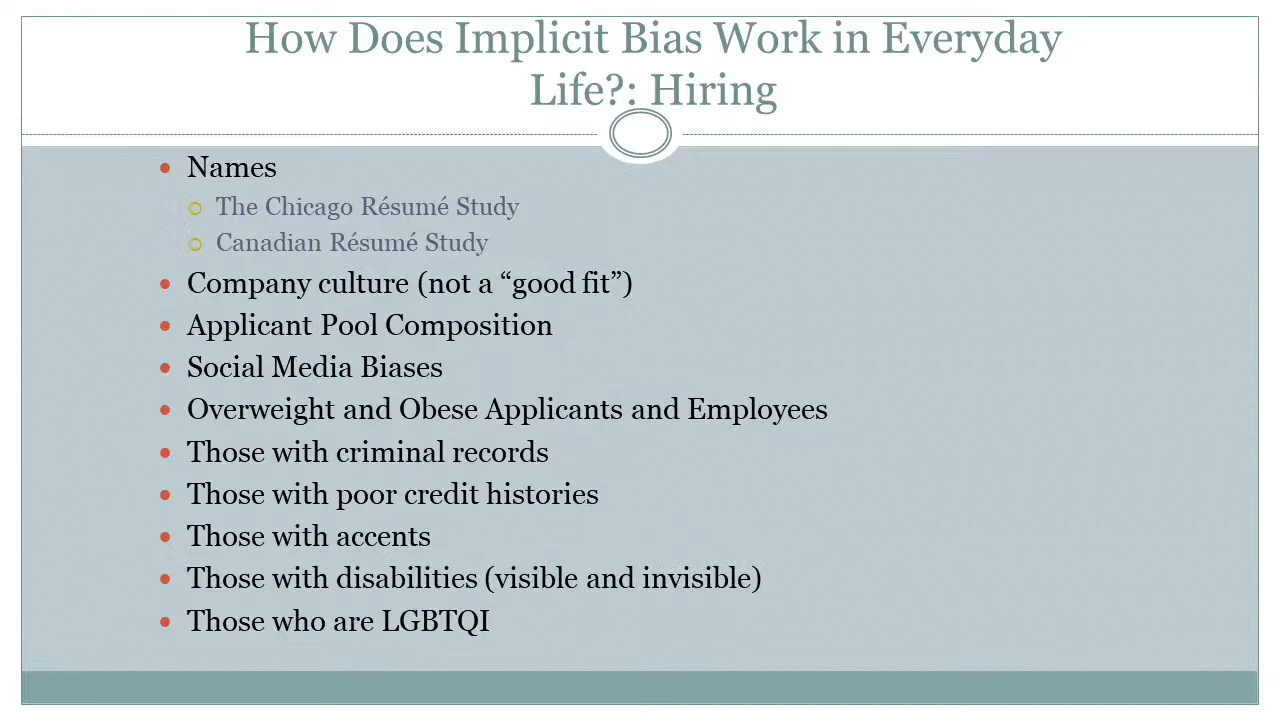 How Does Implicit Bias Work in Everyday
Life?: Hiring
Names
The Chicago Résumé Study
Canadian Résumé Study
Company culture (not a “good fit”)
Applicant Pool Composition
Social Media Biases
Overweight and Obese Applicants and Employees
Those with criminal records
Those with poor credit histories
Those with accents
Those with disabilities (visible and invisible)
Those who are LGBTQI